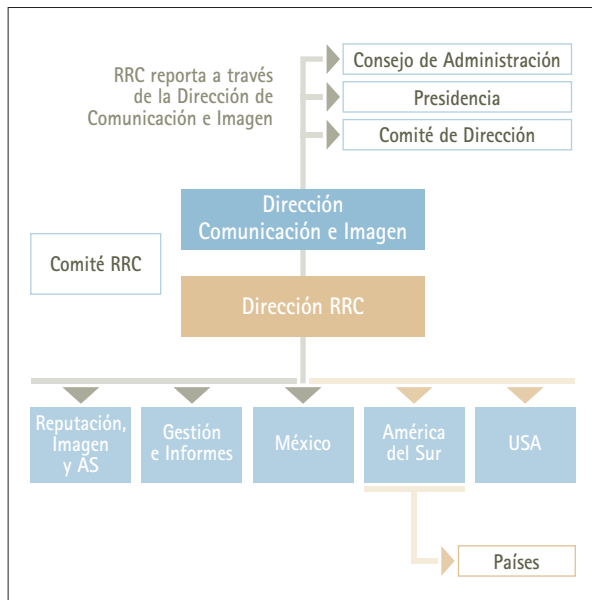 RRC reporta a través
de la Dirección de
Comunicación e Imagen
Consejo de Administración
Presidencia
Comité de Dirección
Dirección
Comunicación e Imagen
Comité RRC
Dirección RRC
Reputación,
Imagen
y AS
Gestión
e Informes
México
América
del Sur
USA
Países